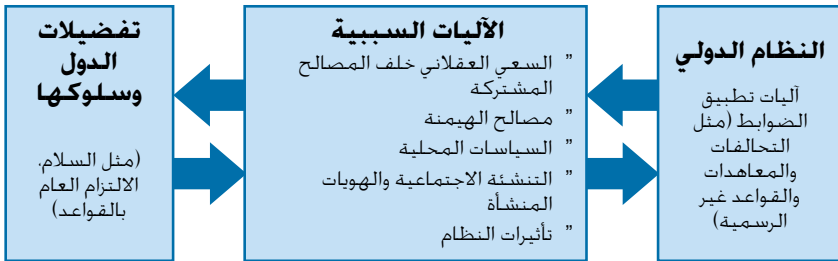 النظام الدولي
آليات تطبيق
الضوابط (مثل
التحالفات
والمعاهدات
والقواعد غير
الرسمية)
الآليات السببية
" السعي العقلاني خلف المصالح
المشتركة
" مصالح الهيمنة
" السياسات المحلية
" التنشئة الاجتماعية والهويات
المنشأة
" تأثيرات النظام
تفضيلات
الدول
وسلوكها
(مثل السلام،
الالتزام العام
بالقواعد)